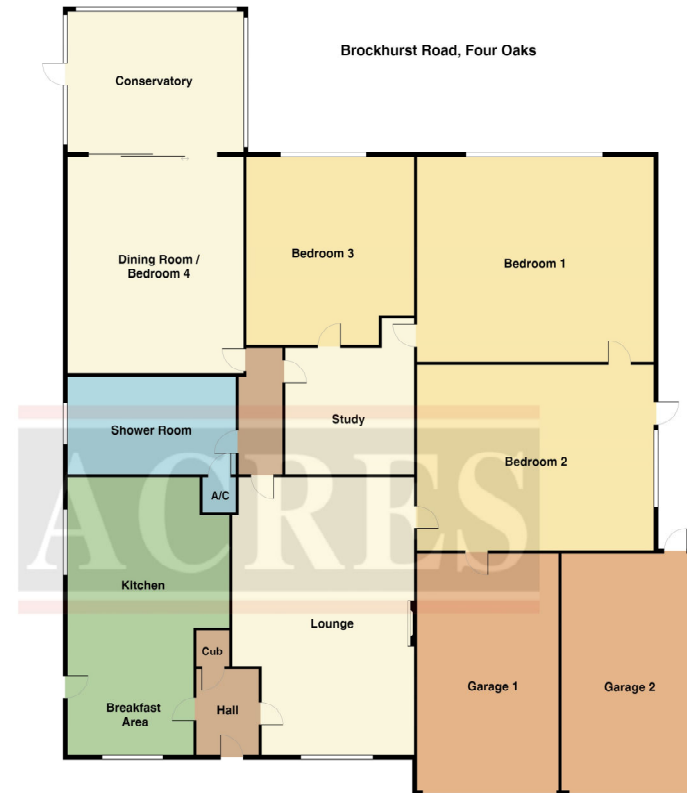 Brockhurst Road, Four Oaks
Conservatory
Dining Room /
Bedroom 4
Bedroom 3
Bedroom 1
Shower Room
Study
Bedroom 2
A/C
ACRES
Kitchen
Lounge
Cub
Breakfast
Area
Hall
Garage 1
Garage 2